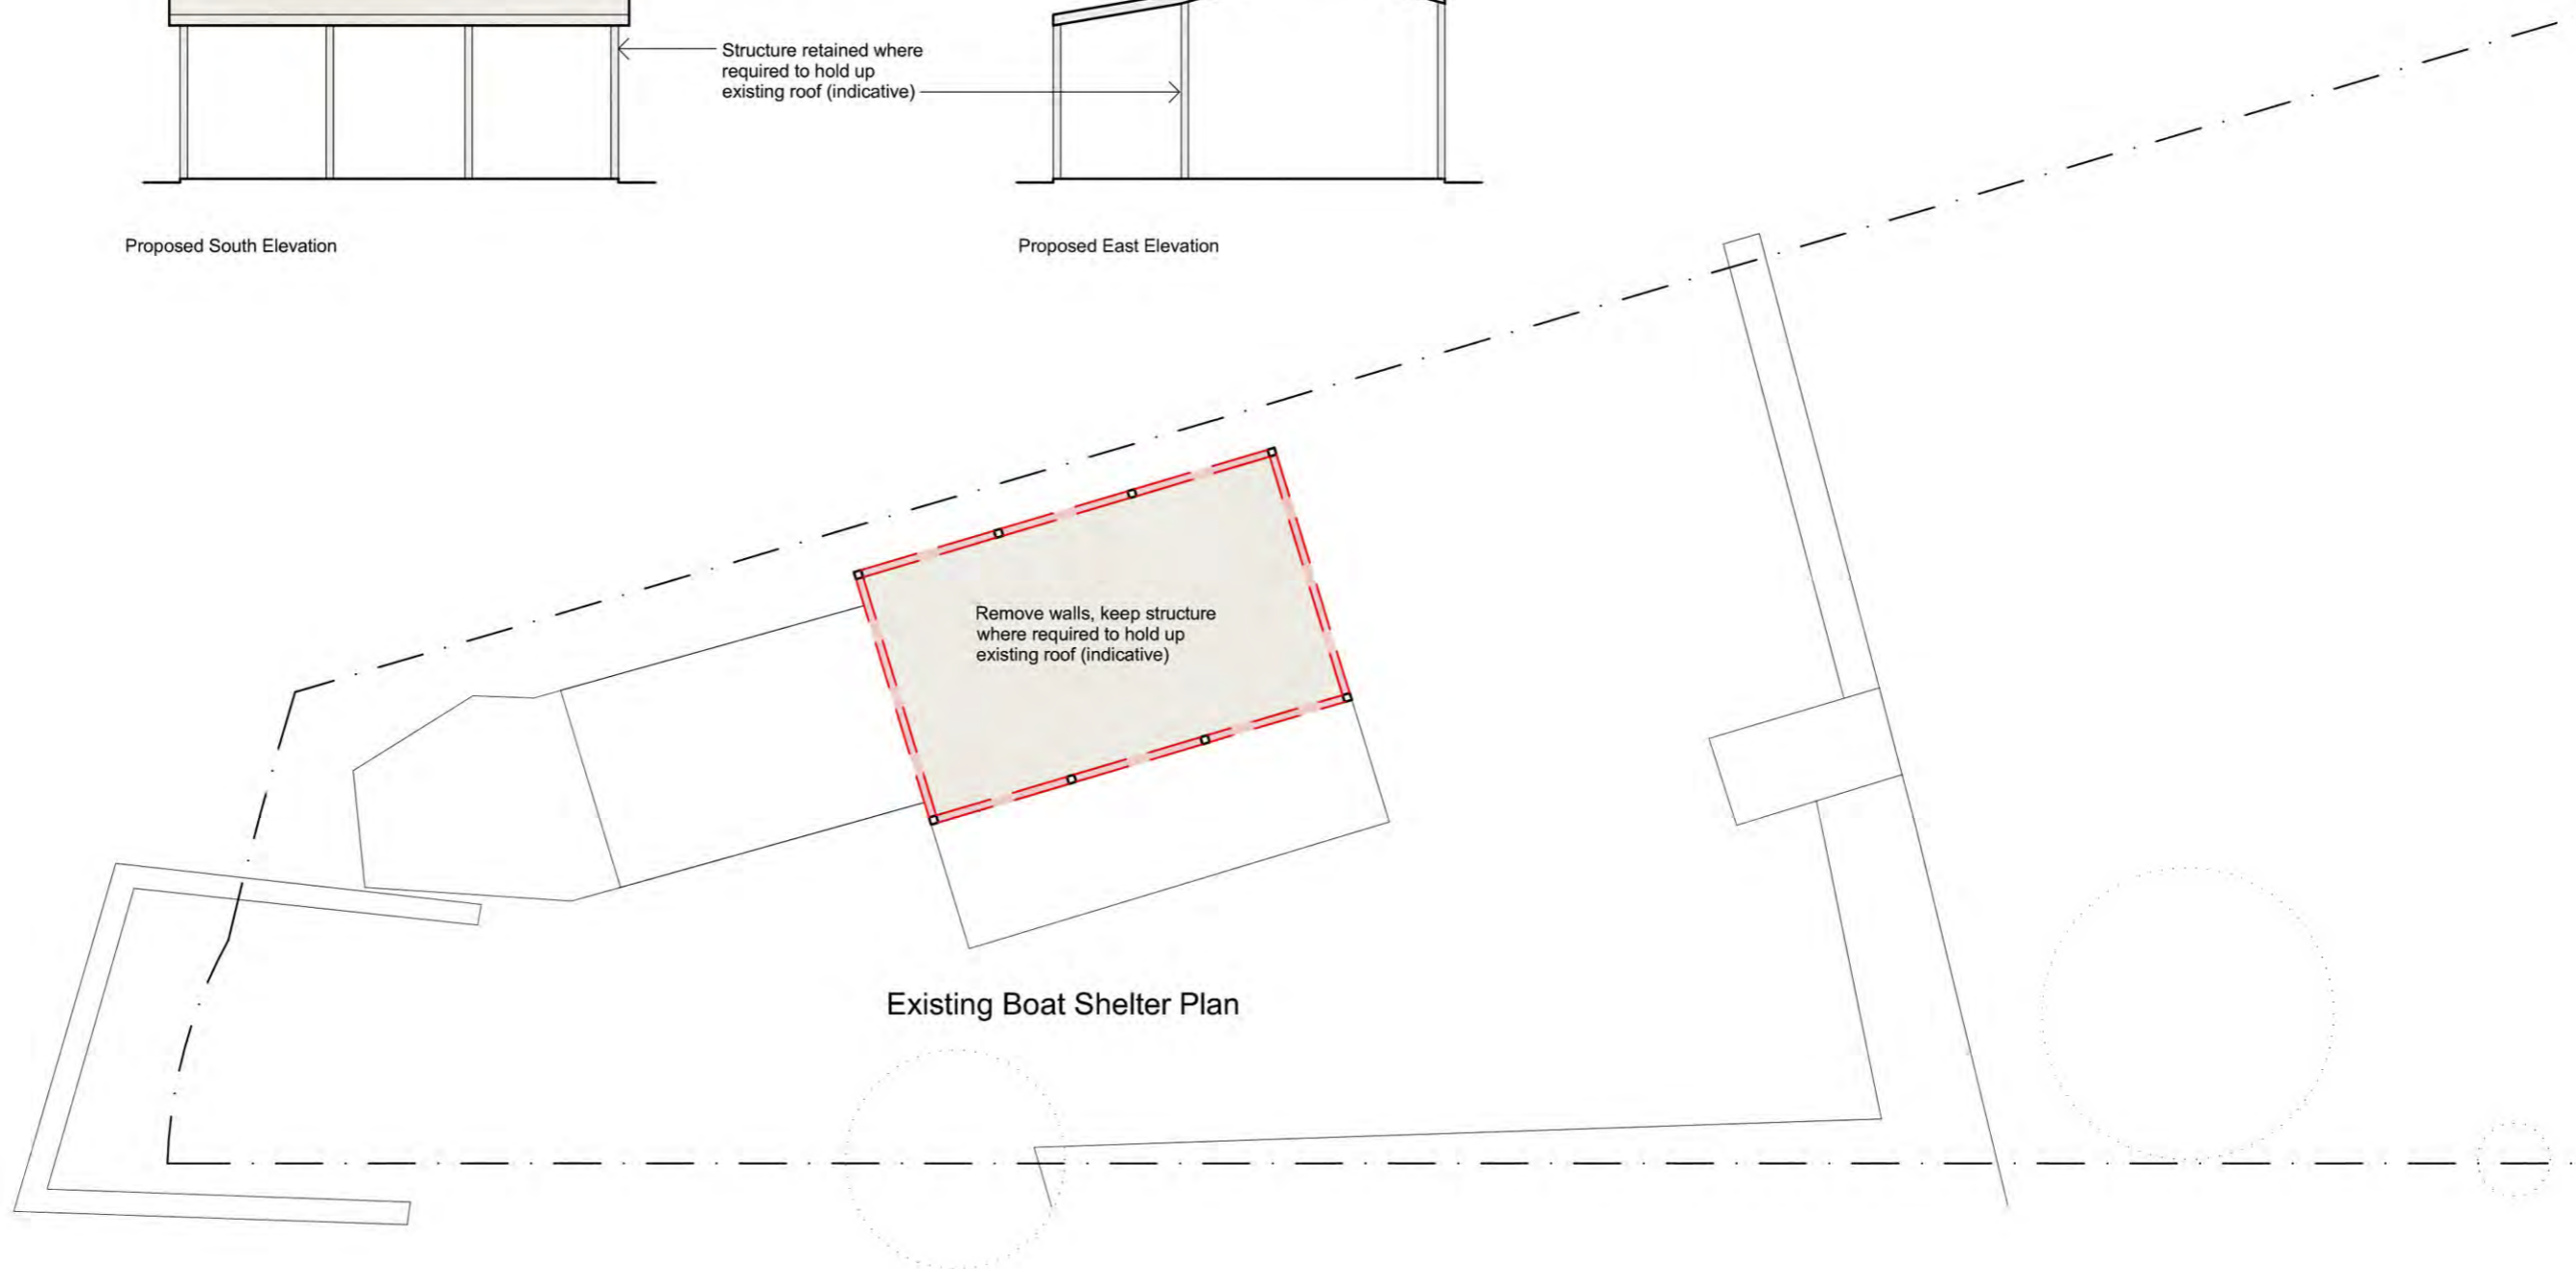 Structure retained where
required to hold up
existing roof (indicative)
Proposed South Elevation
Proposed East Elevation
Remove walls, keep structure
where required to hold up
existing roof (indicative)
Existing Boat Shelter Plan